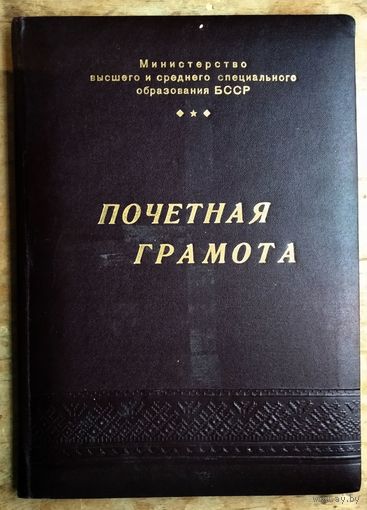 Министерство
высшего и среднего специального
образования БССР
ПОЧЕТНАЯ
ГРАМОТА